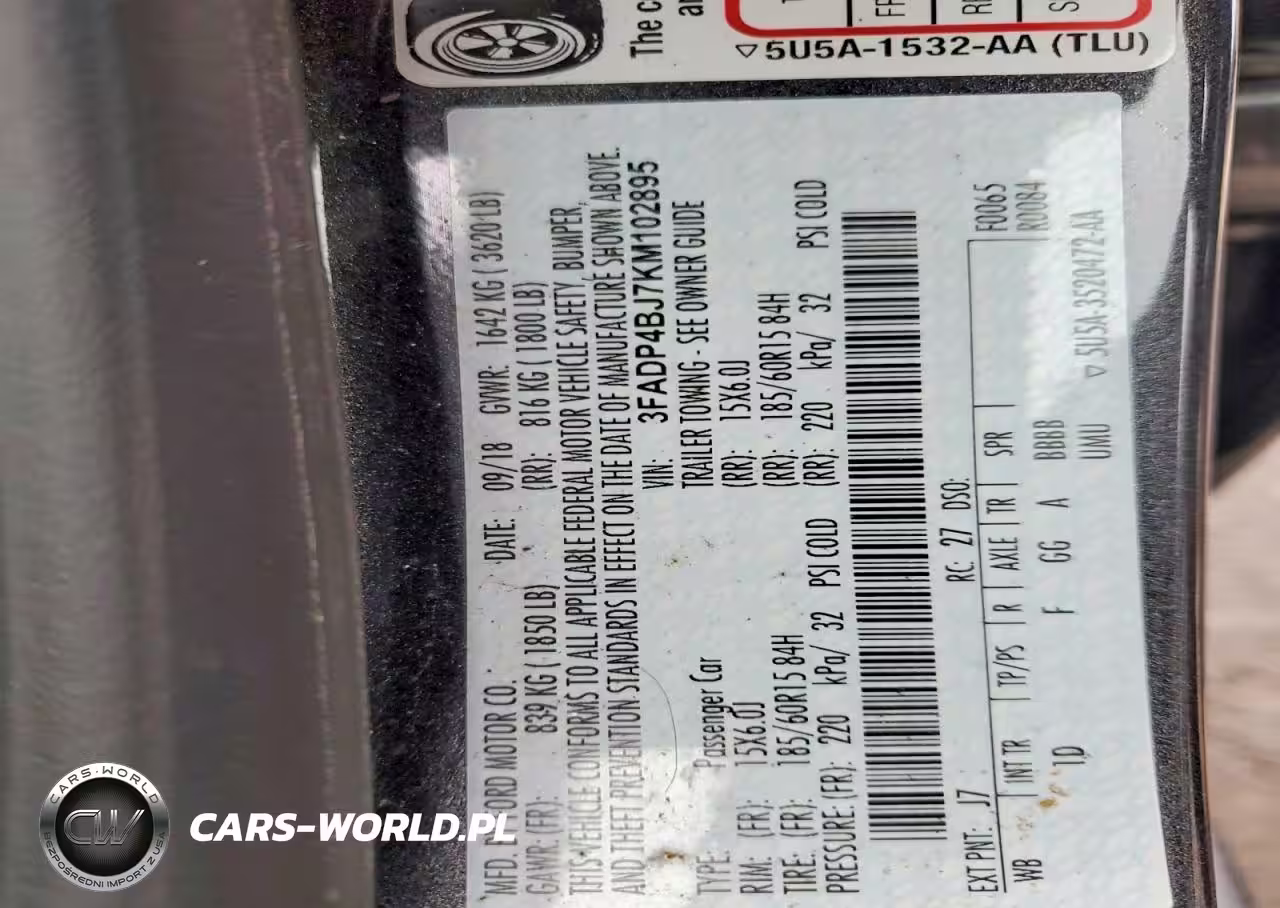 The c
5U5A-1532-AA (TLU)
MFD. BY FORD MOTOR CO. DATE: 09/18 GVWR: 1642 KG ( 3620 LB)
GAWR: (FR): 839 KG ( 1850 LB) (RR): 816 KG ( 1800 LB)
THIS VEHICLE CONFORMS TO ALL APPLICABLE FEDERAL MOTOR VEHICLE SAFETY, BUMPER,
AND THEFT PREVENTION STANDARDS IN EFFECT ON THE DATE OF MANUFACTURE SHOWN ABOVE.
VIN: 3FADP4BJ7KM102895
TYPE: Passenger Car TRAILER TOWING - SEE OWNER GUIDE
RIM: (FR): 15X6.0J (RR): 15X6.0J
TIRE: (FR): 185/60R15 84H (RR): 185/60R15 84H
PRESSURE: (FR): 220 kPa/ 32 PSI COLD (RR): 220 kPa/ 32 PSI COLD
EXT PNT: J7 RC: 27 DSO: F0065
WB INT TR TP/PS R AXLE TR SPR R0084
1D F GG A BBBB
UMU 5U5A-3520472-AA
CARS-WORLD
CW
BEZPOŚREDNI IMPORT Z USA
CARS-WORLD.PL